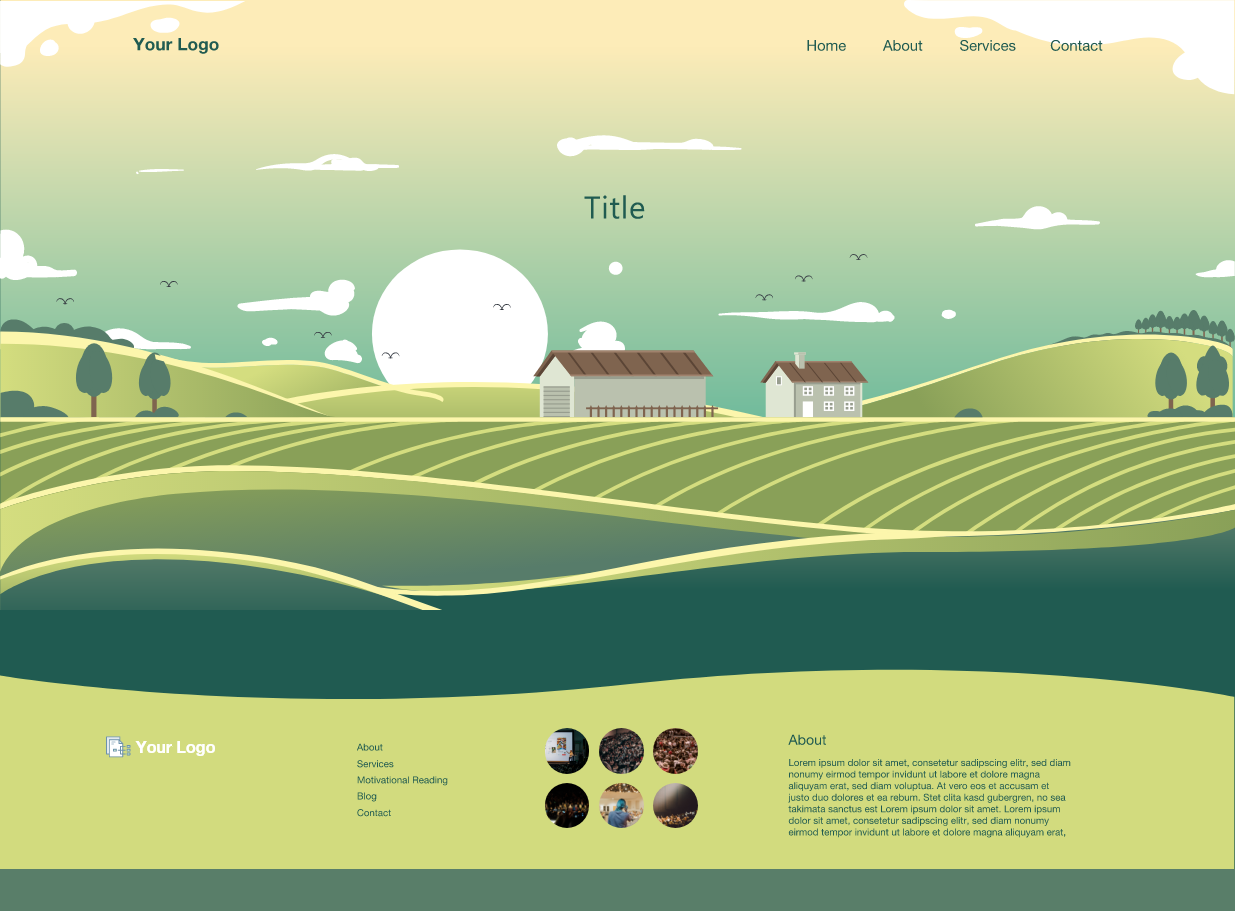 Your Logo
Home About Services Contact
Title
Your Logo
About
Services
Motivational Reading
Blog
Contact
About
Lorem ipsum dolor sit amet, consetetur sadipscing elitr, sed diam
nonumy eirmod tempor invidunt ut labore et dolore magna
aliquyam erat, sed diam voluptua. At vero eos et accusam et
justo duo dolores et ea rebum. Stet clita kasd gubergren, no sea
takimata sanctus est Lorem ipsum dolor sit amet. Lorem ipsum
dolor sit amet, consetetur sadipscing elitr, sed diam nonumy
eirmod tempor invidunt ut labore et dolore magna aliquyam erat,